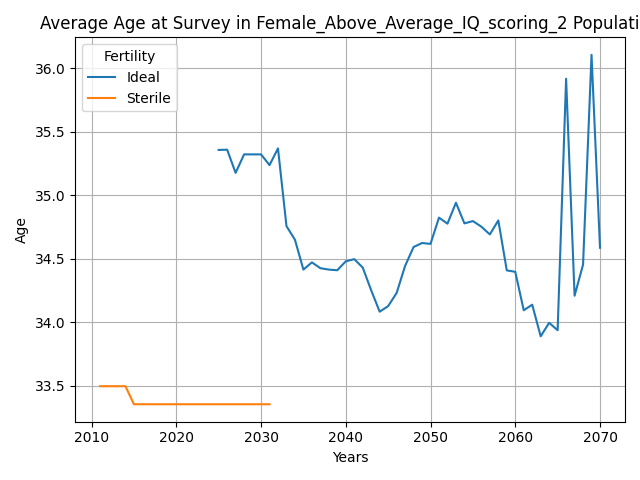 Average Age at Survey in Female_Above_Average_IQ_scoring_2 Populati
Fertility
Ideal
Sterile
36.0
35.5
35.0
34.5
34.0
33.5
Age
2010 2020 2030 2040 2050 2060 2070
Years